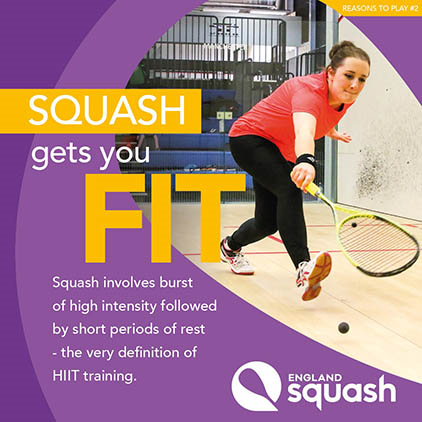 REASONS TO PLAY #2
SQUASH
gets you
FIT
Squash involves burst
of high intensity followed
by short periods of rest
- the very definition of
HIIT training.
ENGLAND
squash